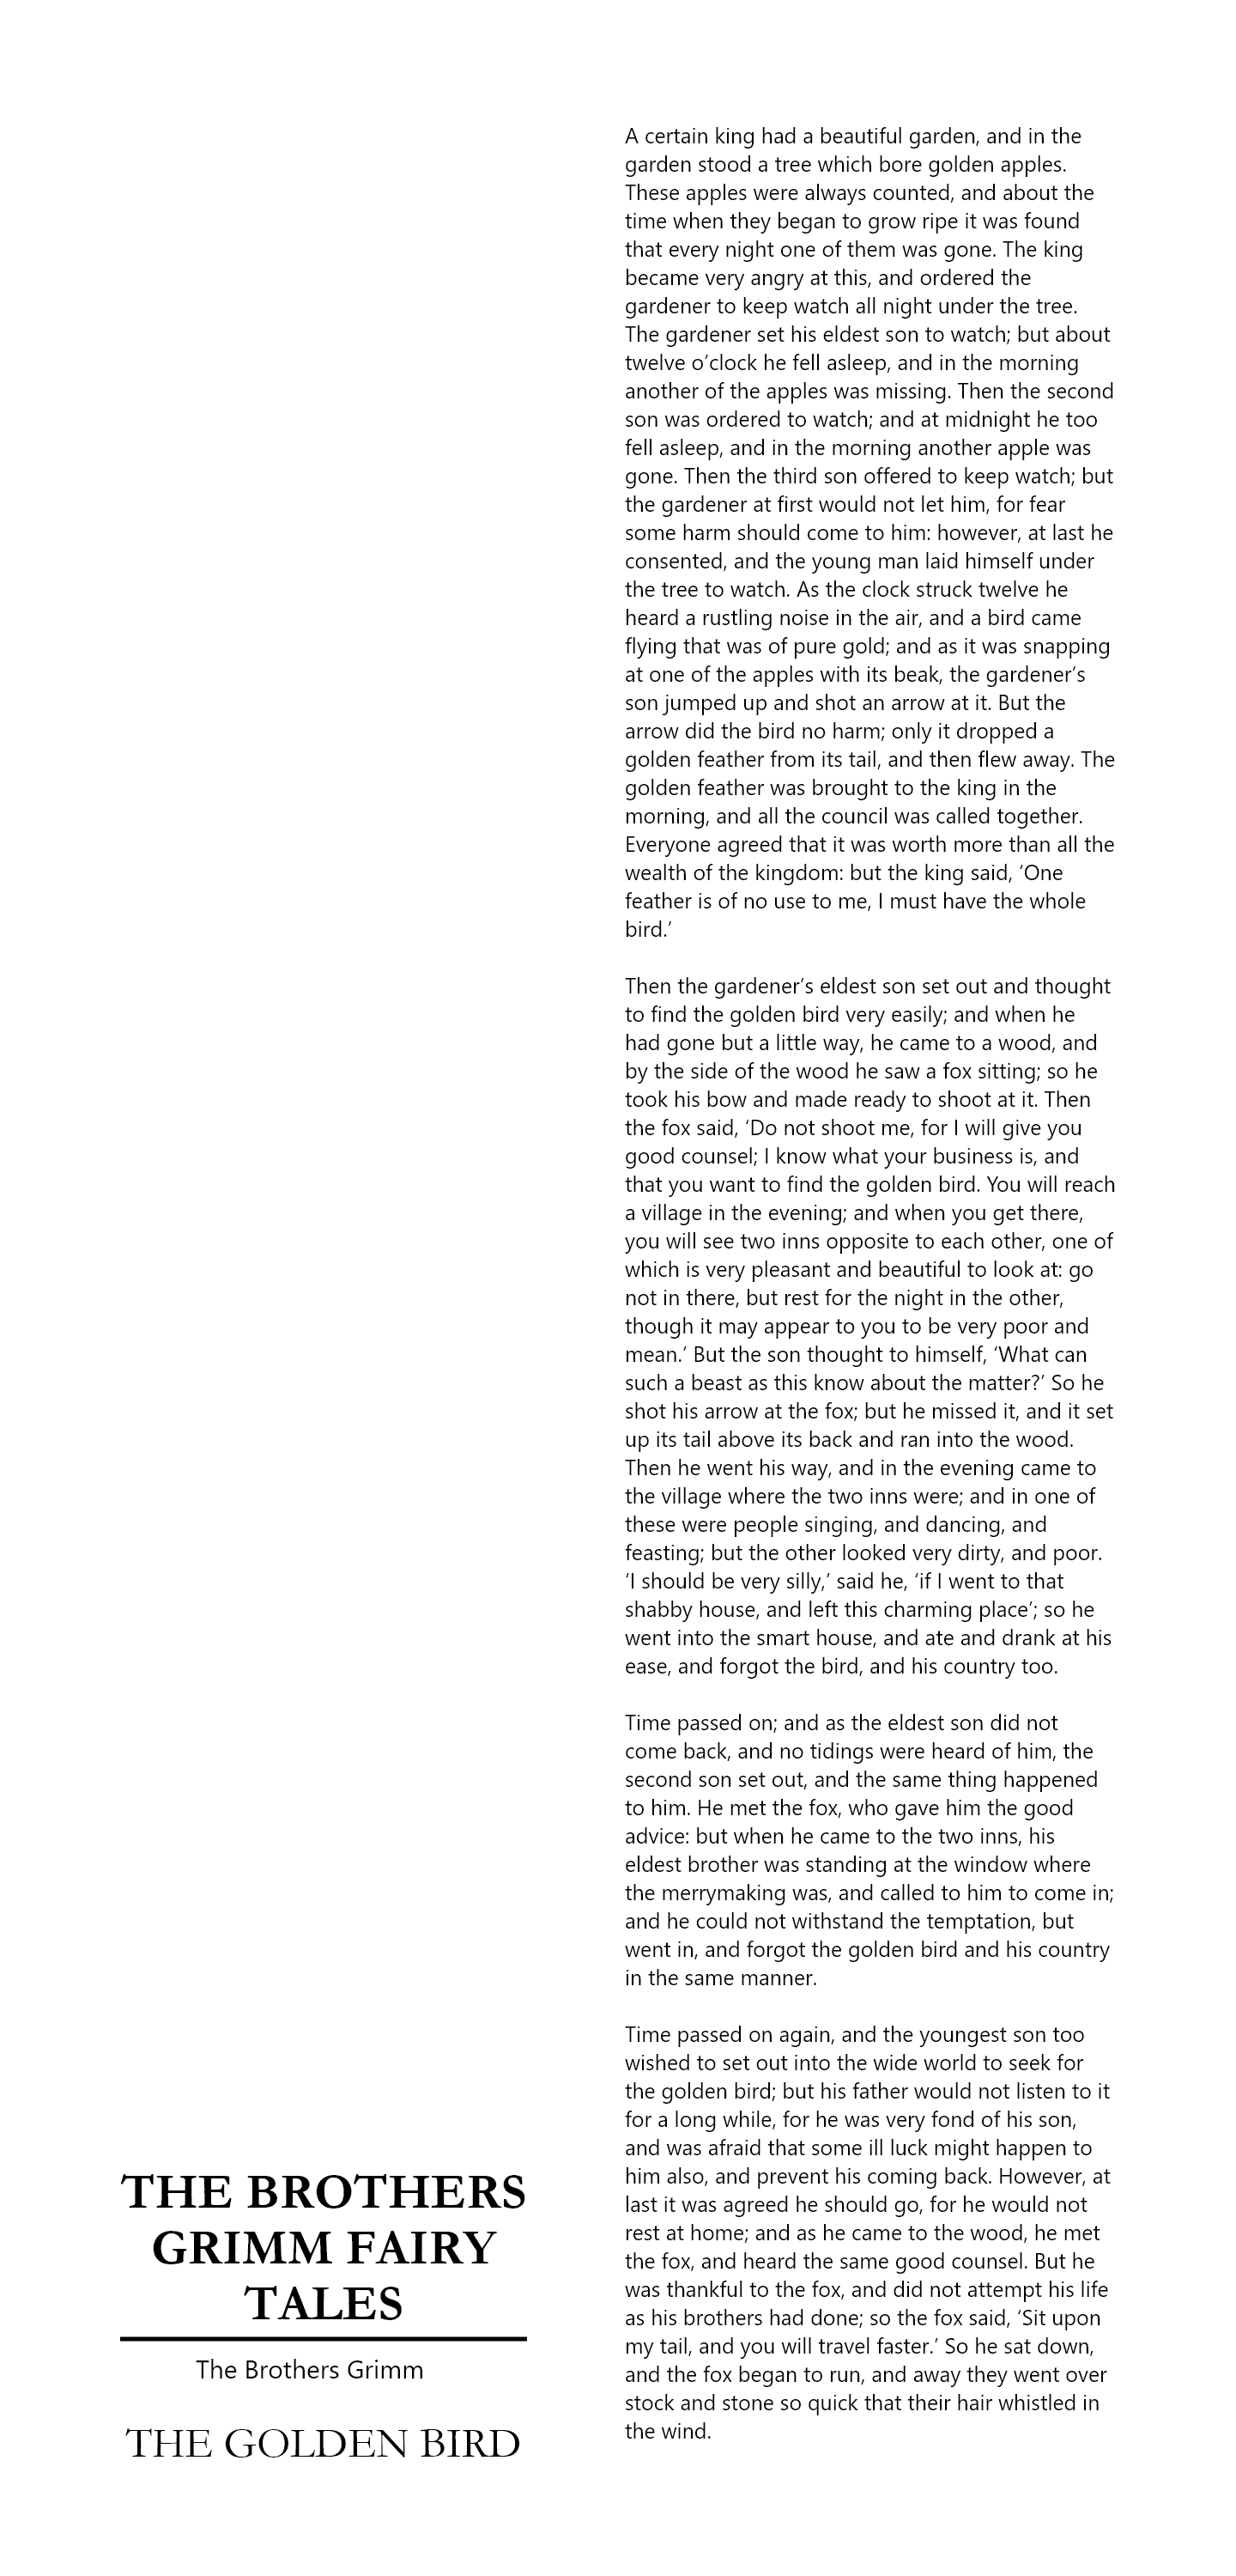 THE BROTHERS
GRIMM FAIRY
TALES
The Brothers Grimm
THE GOLDEN BIRD
A certain king had a beautiful garden, and in the
garden stood a tree which bore golden apples.
These apples were always counted, and about the
time when they began to grow ripe it was found
that every night one of them was gone. The king
became very angry at this, and ordered the
gardener to keep watch all night under the tree.
The gardener set his eldest son to watch; but about
twelve o’clock he fell asleep, and in the morning
another of the apples was missing. Then the second
son was ordered to watch; and at midnight he too
fell asleep, and in the morning another apple was
gone. Then the third son offered to keep watch; but
the gardener at first would not let him, for fear
some harm should come to him: however, at last he
consented, and the young man laid himself under
the tree to watch. As the clock struck twelve he
heard a rustling noise in the air, and a bird came
flying that was of pure gold; and as it was snapping
at one of the apples with its beak, the gardener’s
son jumped up and shot an arrow at it. But the
arrow did the bird no harm; only it dropped a
golden feather from its tail, and then flew away. The
golden feather was brought to the king in the
morning, and all the council was called together.
Everyone agreed that it was worth more than all the
wealth of the kingdom: but the king said, ‘One
feather is of no use to me, I must have the whole
bird.’
Then the gardener’s eldest son set out and thought
to find the golden bird very easily; and when he
had gone but a little way, he came to a wood, and
by the side of the wood he saw a fox sitting; so he
took his bow and made ready to shoot at it. Then
the fox said, ‘Do not shoot me, for I will give you
good counsel; I know what your business is, and
that you want to find the golden bird. You will reach
a village in the evening; and when you get there,
you will see two inns opposite to each other, one of
which is very pleasant and beautiful to look at: go
not in there, but rest for the night in the other,
though it may appear to you to be very poor and
mean.’ But the son thought to himself, ‘What can
such a beast as this know about the matter?’ So he
shot his arrow at the fox; but he missed it, and it set
up its tail above its back and ran into the wood.
Then he went his way, and in the evening came to
the village where the two inns were; and in one of
these were people singing, and dancing, and
feasting; but the other looked very dirty, and poor.
‘I should be very silly,’ said he, ‘if I went to that
shabby house, and left this charming place’; so he
went into the smart house, and ate and drank at his
ease, and forgot the bird, and his country too.
Time passed on; and as the eldest son did not
come back, and no tidings were heard of him, the
second son set out, and the same thing happened
to him. He met the fox, who gave him the good
advice: but when he came to the two inns, his
eldest brother was standing at the window where
the merrymaking was, and called to him to come in;
and he could not withstand the temptation, but
went in, and forgot the golden bird and his country
in the same manner.
Time passed on again, and the youngest son too
wished to set out into the wide world to seek for
the golden bird; but his father would not listen to it
for a long while, for he was very fond of his son,
and was afraid that some ill luck might happen to
him also, and prevent his coming back. However, at
last it was agreed he should go, for he would not
rest at home; and as he came to the wood, he met
the fox, and heard the same good counsel. But he
was thankful to the fox, and did not attempt his life
as his brothers had done; so the fox said, ‘Sit upon
my tail, and you will travel faster.’ So he sat down,
and the fox began to run, and away they went over
stock and stone so quick that their hair whistled in
the wind.